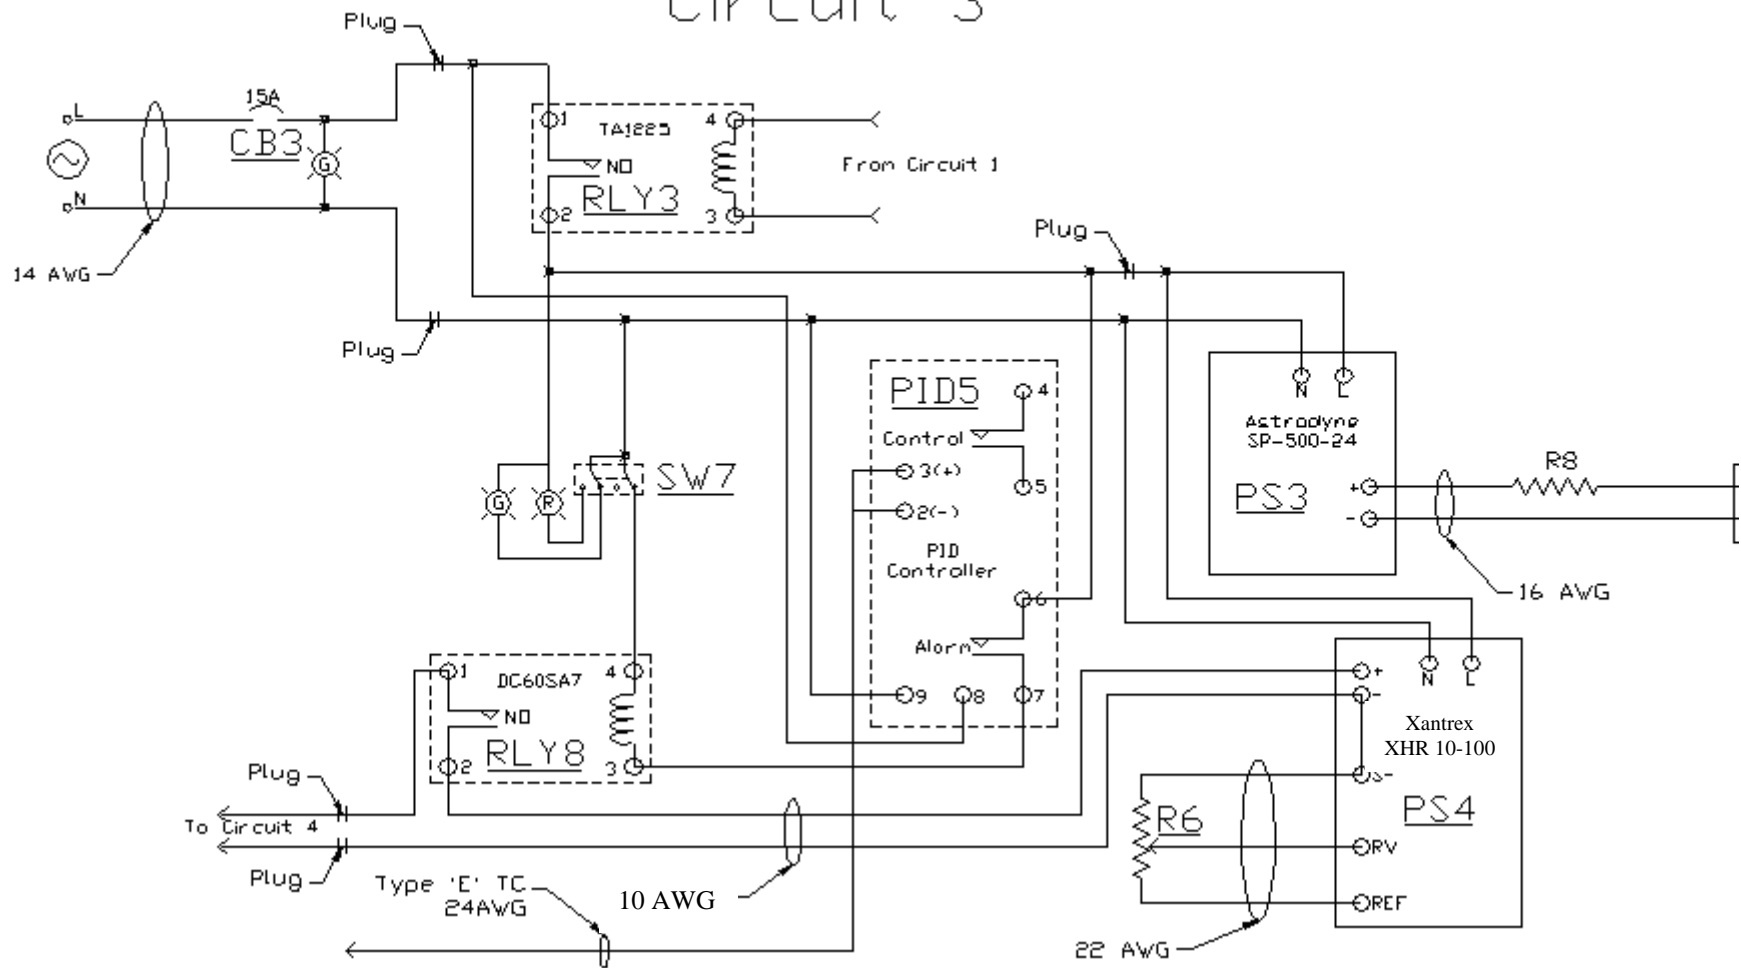 Circuit 3
Plug
15A
L
CB3
G
N
14 AWG
1
TA1225
4
NO
RLY3
2
3
From Circuit 1
Plug
Plug
PID5
4
Control
3(+)
5
2(-)
PID
Controller
6
Alarm
9
8
7
N
L
Astrodyne
SP-500-24
PS3
+
-
R8
16 AWG
G
R
SW7
1
DC60SA7
4
NO
RLY8
2
3
Plug
To Circuit 4
Plug
Type 'E' TC
24AWG
10 AWG
+
-
N
L
Xantrex
XHR 10-100
S-
PS4
R6
RV
REF
22 AWG